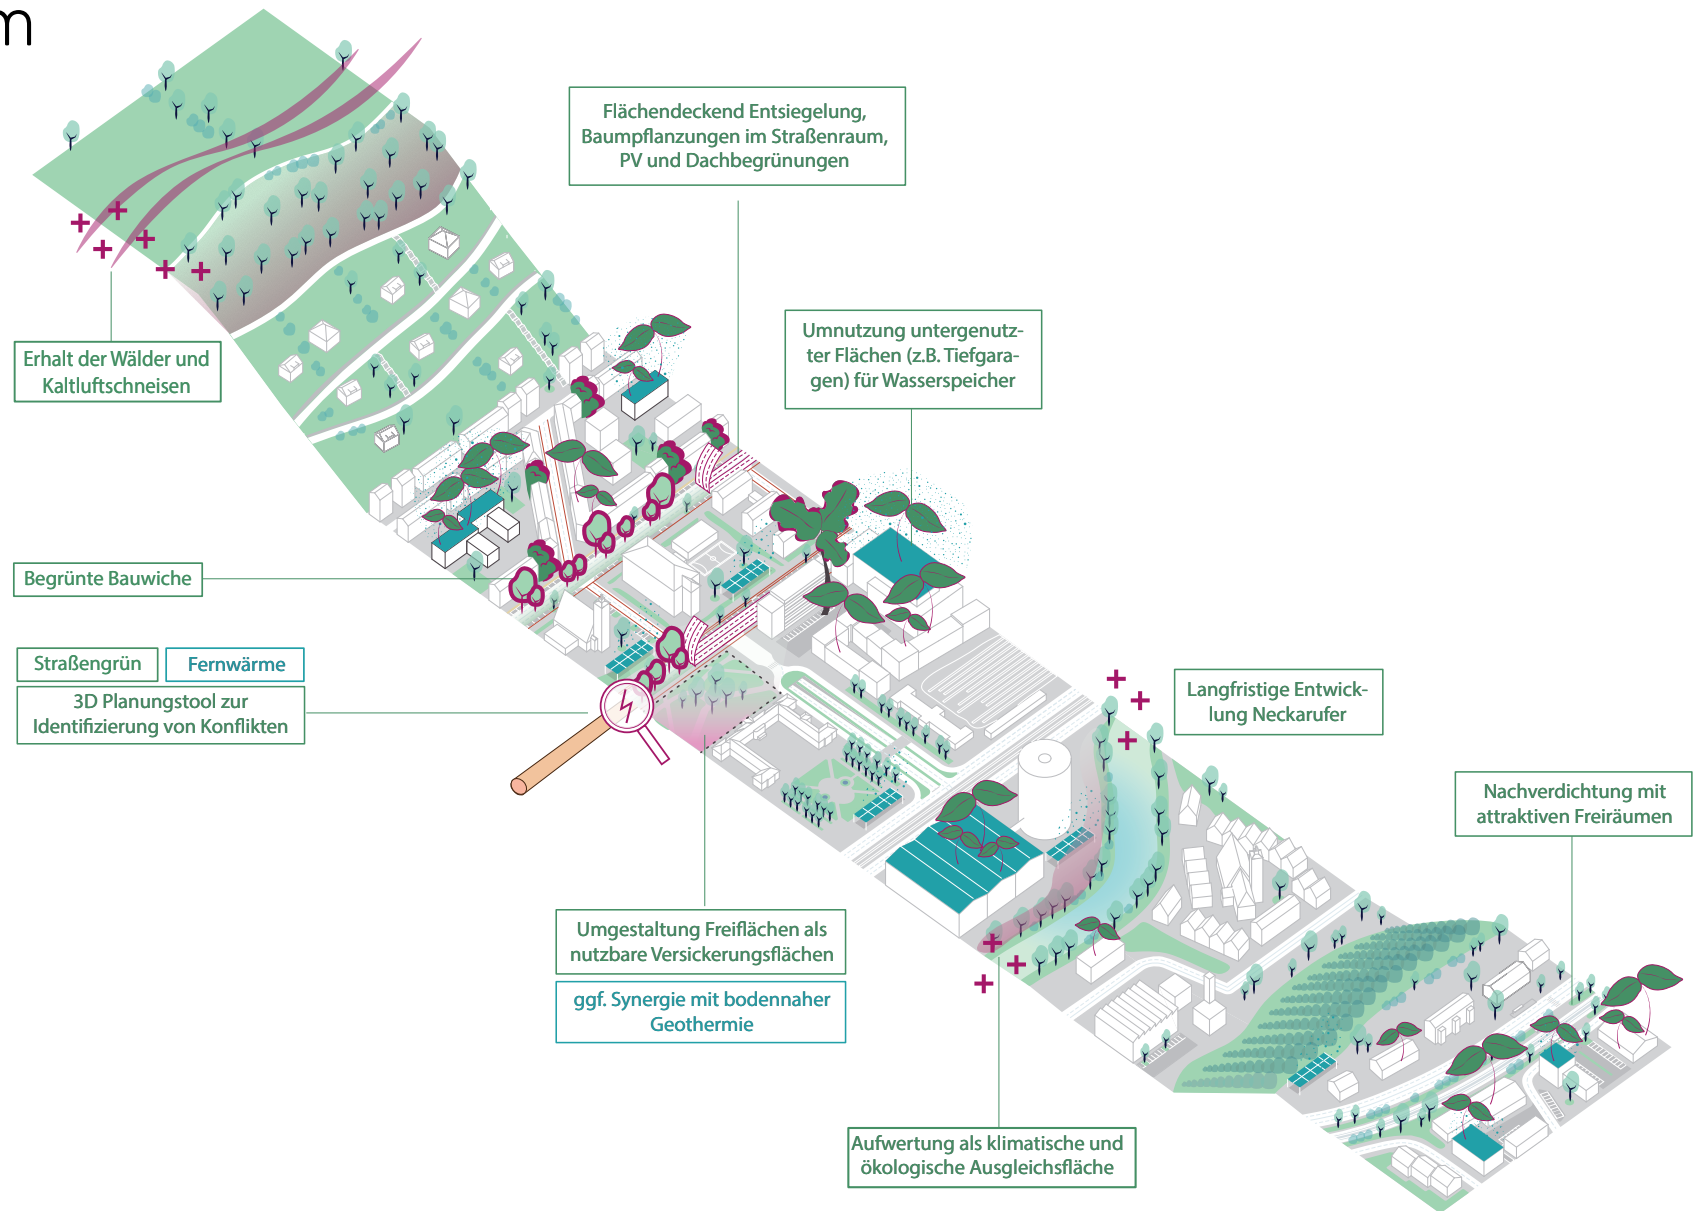 m
Flächendeckend Entsiegelung,
Baumpflanzungen im Straßenraum,
PV und Dachbegrünungen
Umnutzung untergenutz-
ter Flächen (z.B. Tiefgara-
gen) für Wasserspeicher
Erhalt der Wälder und
Kaltluftschneisen
Begrünte Bauwiche
Straßengrün
Fernwärme
3D Planungstool zur
Identifizierung von Konflikten
Langfristige Entwick-
lung Neckarufer
Nachverdichtung mit
attraktiven Freiräumen
Umgestaltung Freiflächen als
nutzbare Versickerungsflächen
ggf. Synergie mit bodennaher
Geothermie
Aufwertung als klimatische und
ökologische Ausgleichsfläche